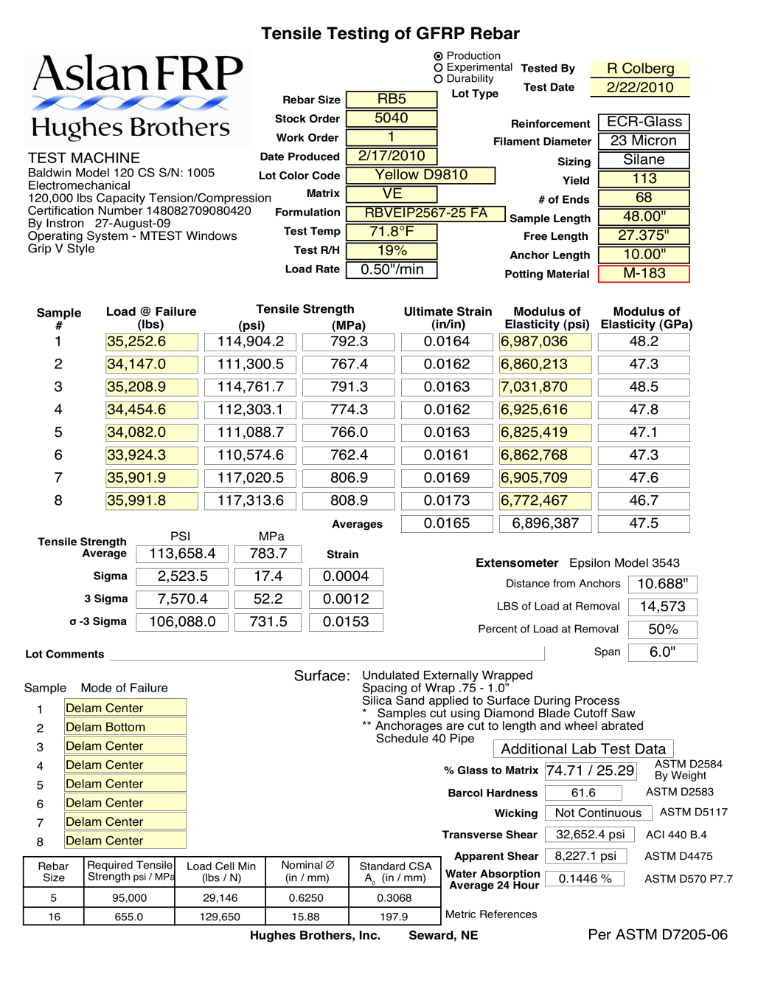 Tensile Testing of GFRP Rebar
AslanFRP
Hughes Brothers
TEST MACHINE
Baldwin Model 120 CS S/N: 1005
Electromechanical
120,000 lbs Capacity Tension/Compression
Certification Number 148082709080420
By Instron 27-August-09
Operating System - MTEST Windows
Grip V Style
Production
Experimental
Durability
Lot Type
Tested By R Colberg
Test Date 2/22/2010
Rebar Size RB5
Stock Order 5040
Work Order 1
Date Produced 2/17/2010
Lot Color Code Yellow D9810
Matrix VE
Formulation RBVEIP2567-25 FA
Test Temp 71.8°F
Test R/H 19%
Load Rate 0.50"/min
Reinforcement ECR-Glass
Filament Diameter 23 Micron
Sizing Silane
Yield 113
# of Ends 68
Sample Length 48.00"
Free Length 27.375"
Anchor Length 10.00"
Potting Material M-183
Sample Load @ Failure Tensile Strength Ultimate Strain Modulus of Modulus of
# (lbs) (psi) (MPa) (in/in) Elasticity (psi) Elasticity (GPa)
1 35,252.6 114,904.2 792.3 0.0164 6,987,036 48.2
2 34,147.0 111,300.5 767.4 0.0162 6,860,213 47.3
3 35,208.9 114,761.7 791.3 0.0163 7,031,870 48.5
4 34,454.6 112,303.1 774.3 0.0162 6,925,616 47.8
5 34,082.0 111,088.7 766.0 0.0163 6,825,419 47.1
6 33,924.3 110,574.6 762.4 0.0161 6,862,768 47.3
7 35,901.9 117,020.5 806.9 0.0169 6,905,709 47.6
8 35,991.8 117,313.6 808.9 0.0173 6,772,467 46.7
Averages 0.0165 6,896,387 47.5
PSI MPa
Tensile Strength
Average 113,658.4 783.7 Strain
Sigma 2,523.5 17.4 0.0004
3 Sigma 7,570.4 52.2 0.0012
σ -3 Sigma 106,088.0 731.5 0.0153
Extensometer Epsilon Model 3543
Distance from Anchors 10.688"
LBS of Load at Removal 14,573
Percent of Load at Removal 50%
Span 6.0"
Lot Comments
Sample Mode of Failure
1 Delam Center
2 Delam Bottom
3 Delam Center
4 Delam Center
5 Delam Center
6 Delam Center
7 Delam Center
8 Delam Center
Surface: Undulated Externally Wrapped
Spacing of Wrap .75 - 1.0”
Silica Sand applied to Surface During Process
* Samples cut using Diamond Blade Cutoff Saw
** Anchorages are cut to length and wheel abrated
Schedule 40 Pipe
Additional Lab Test Data
% Glass to Matrix 74.71 / 25.29 ASTM D2584
By Weight
Barcol Hardness 61.6 ASTM D2583
Wicking Not Continuous ASTM D5117
Transverse Shear 32,652.4 psi ACI 440 B.4
Apparent Shear 8,227.1 psi ASTM D4475
Water Absorption
Average 24 Hour 0.1446 % ASTM D570 P7.7
Rebar Required Tensile Load Cell Min Nominal ∅ Standard CSA
Size Strength psi / MPa (lbs / N) (in / mm) A₀ (in / mm)
5 95,000 29,146 0.6250 0.3068
16 655.0 129,650 15.88 197.9
Metric References
Hughes Brothers, Inc. Seward, NE
Per ASTM D7205-06